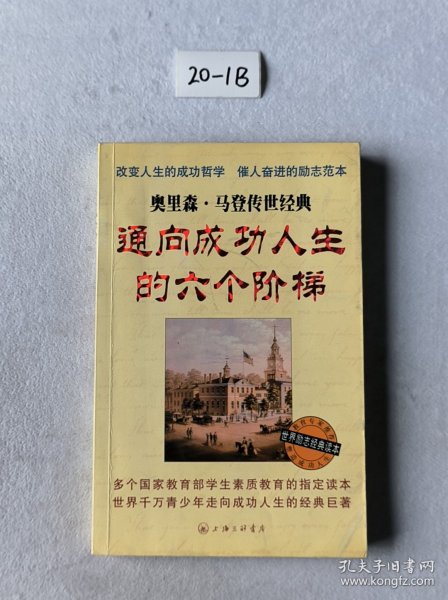 20-1B
改变人生的成功哲学 催人奋进的励志范本
奥里森·马登传世经典
通向成功人生
的六个阶梯
世界励志经典读本
多个国家教育部学生素质教育的指定读本
世界千万青少年走向成功人生的经典巨著
上海三联书店
孔夫子旧书网
www.kongfz.com